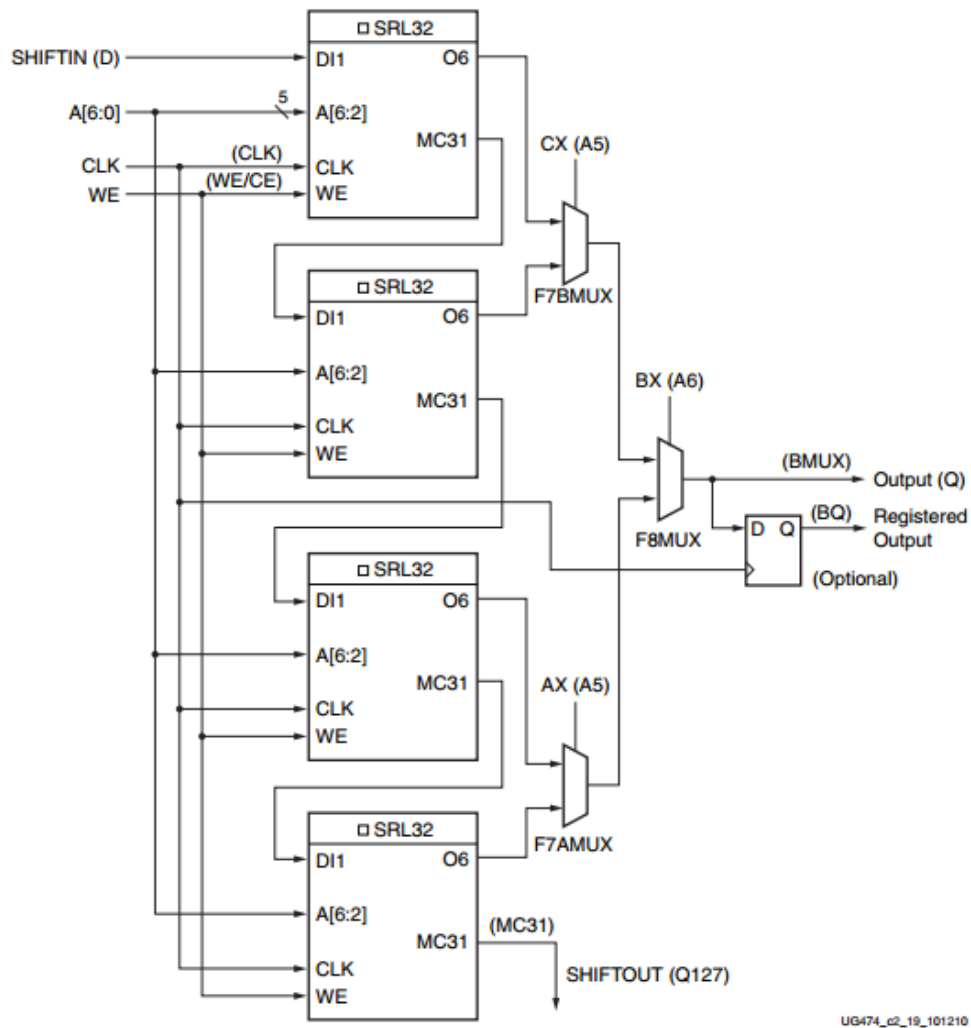 SRL32
SHIFTIN (D)
DI1
O6
A[6:0]
5
A[6:2]
MC31
CX (A5)
CLK
(CLK)
CLK
WE
(WE/CE)
WE
F7BMUX
SRL32
DI1
O6
A[6:2]
MC31
CLK
WE
BX (A6)
(BMUX)
Output (Q)
F8MUX
D Q
(BQ)
Registered
Output
(Optional)
SRL32
DI1
O6
A[6:2]
MC31
CLK
WE
AX (A5)
F7AMUX
SRL32
DI1
O6
A[6:2]
MC31
(MC31)
CLK
WE
SHIFTOUT (Q127)
UG474_c2_19_101210